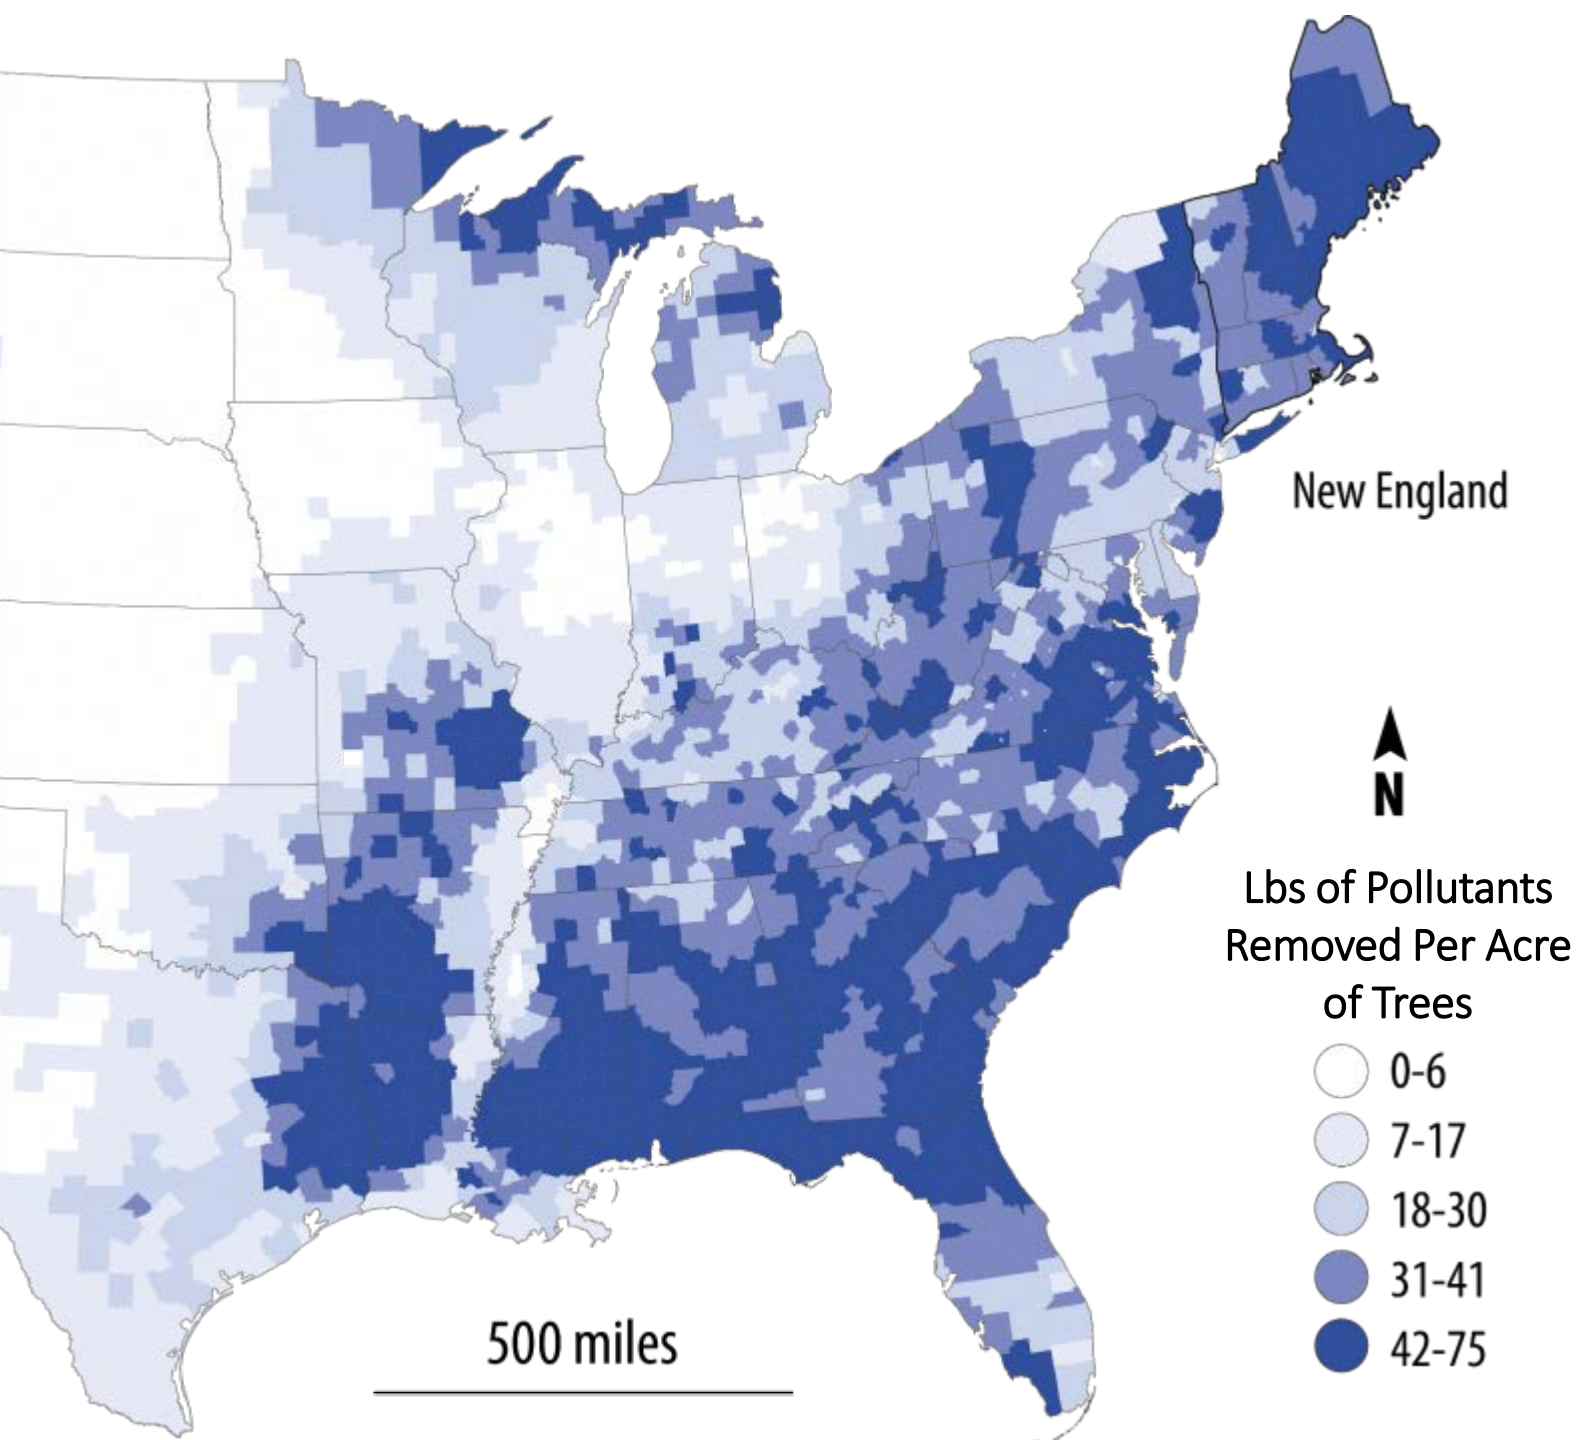 New England
N
Lbs of Pollutants
Removed Per Acre
of Trees
0-6
7-17
18-30
31-41
42-75
500 miles